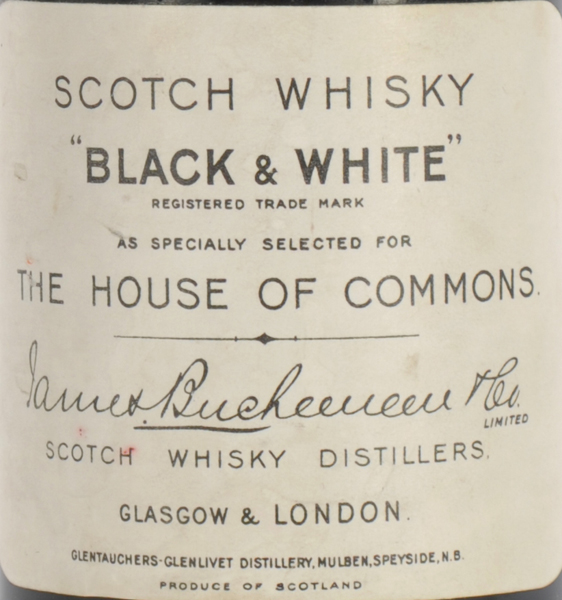 SCOTCH WHISKY
"BLACK & WHITE"
REGISTERED TRADE MARK
AS SPECIALLY SELECTED FOR
THE HOUSE OF COMMONS.
James Buchanan & Co.
LIMITED
SCOTCH WHISKY DISTILLERS,
GLASGOW & LONDON.
GLENTAUCHERS-GLENLIVET DISTILLERY, MULBEN, SPEYSIDE, N.B.
PRODUCE OF SCOTLAND